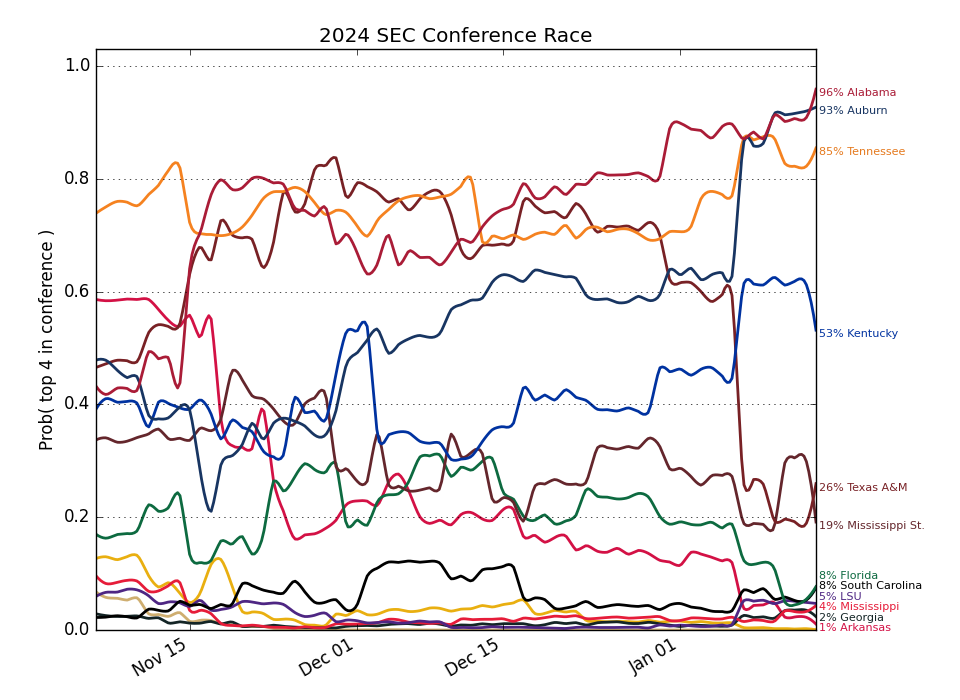 2024 SEC Conference Race
Prob( top 4 in conference )
1.0
0.8
0.6
0.4
0.2
0.0
Nov 15
Dec 01
Dec 15
Jan 01
96% Alabama
93% Auburn
85% Tennessee
53% Kentucky
26% Texas A&M
19% Mississippi St.
8% Florida
8% South Carolina
5% LSU
4% Mississippi
2% Georgia
1% Arkansas